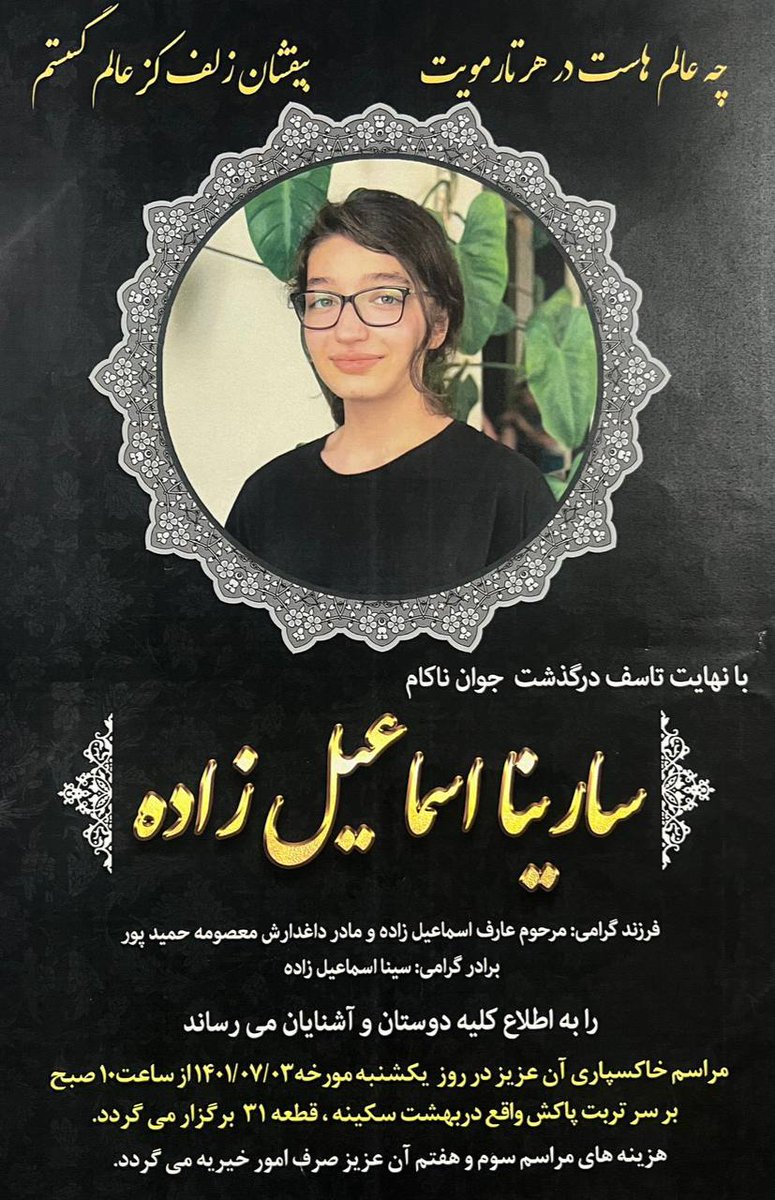 چه عالم هاست در هر تار مویت    بیفشان زلف کز عالم گسستم
با نهایت تاسف درگذشت جوان ناکام
سارینا اسماعیل زاده
فرزند گرامی: مرحوم عارف اسماعیل زاده و مادر داغدارش معصومه حمید پور
برادر گرامی: سینا اسماعیل زاده
را به اطلاع کلیه دوستان و آشنایان می رساند
مراسم خاکسپاری آن عزیز در روز یکشنبه مورخه ۱۴۰۱/۰۷/۰۳ از ساعت ۱۰ صبح
بر سر تربت پاکش واقع در بهشت سکینه ، قطعه ۳۱ برگزار می گردد.
هزینه های مراسم سوم و هفتم آن عزیز صرف امور خیریه می گردد.